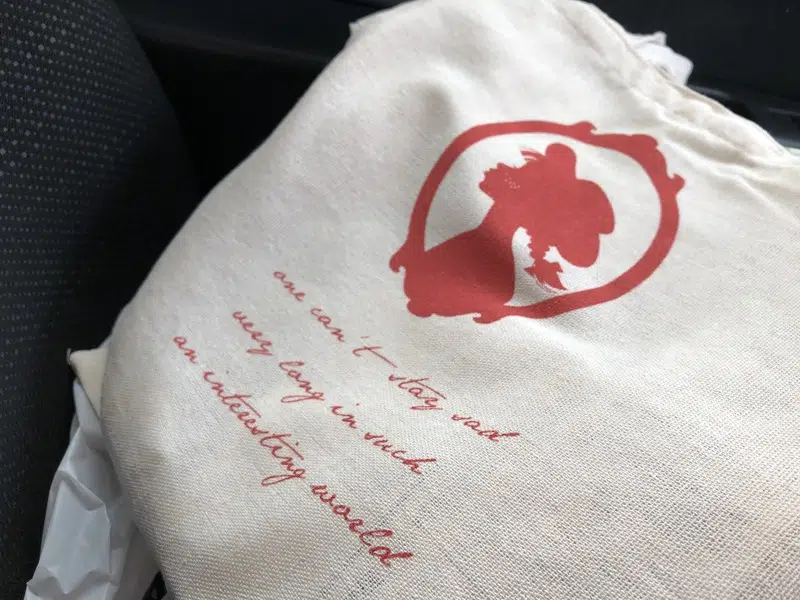 one can't stay sad
very long in such
an interesting world